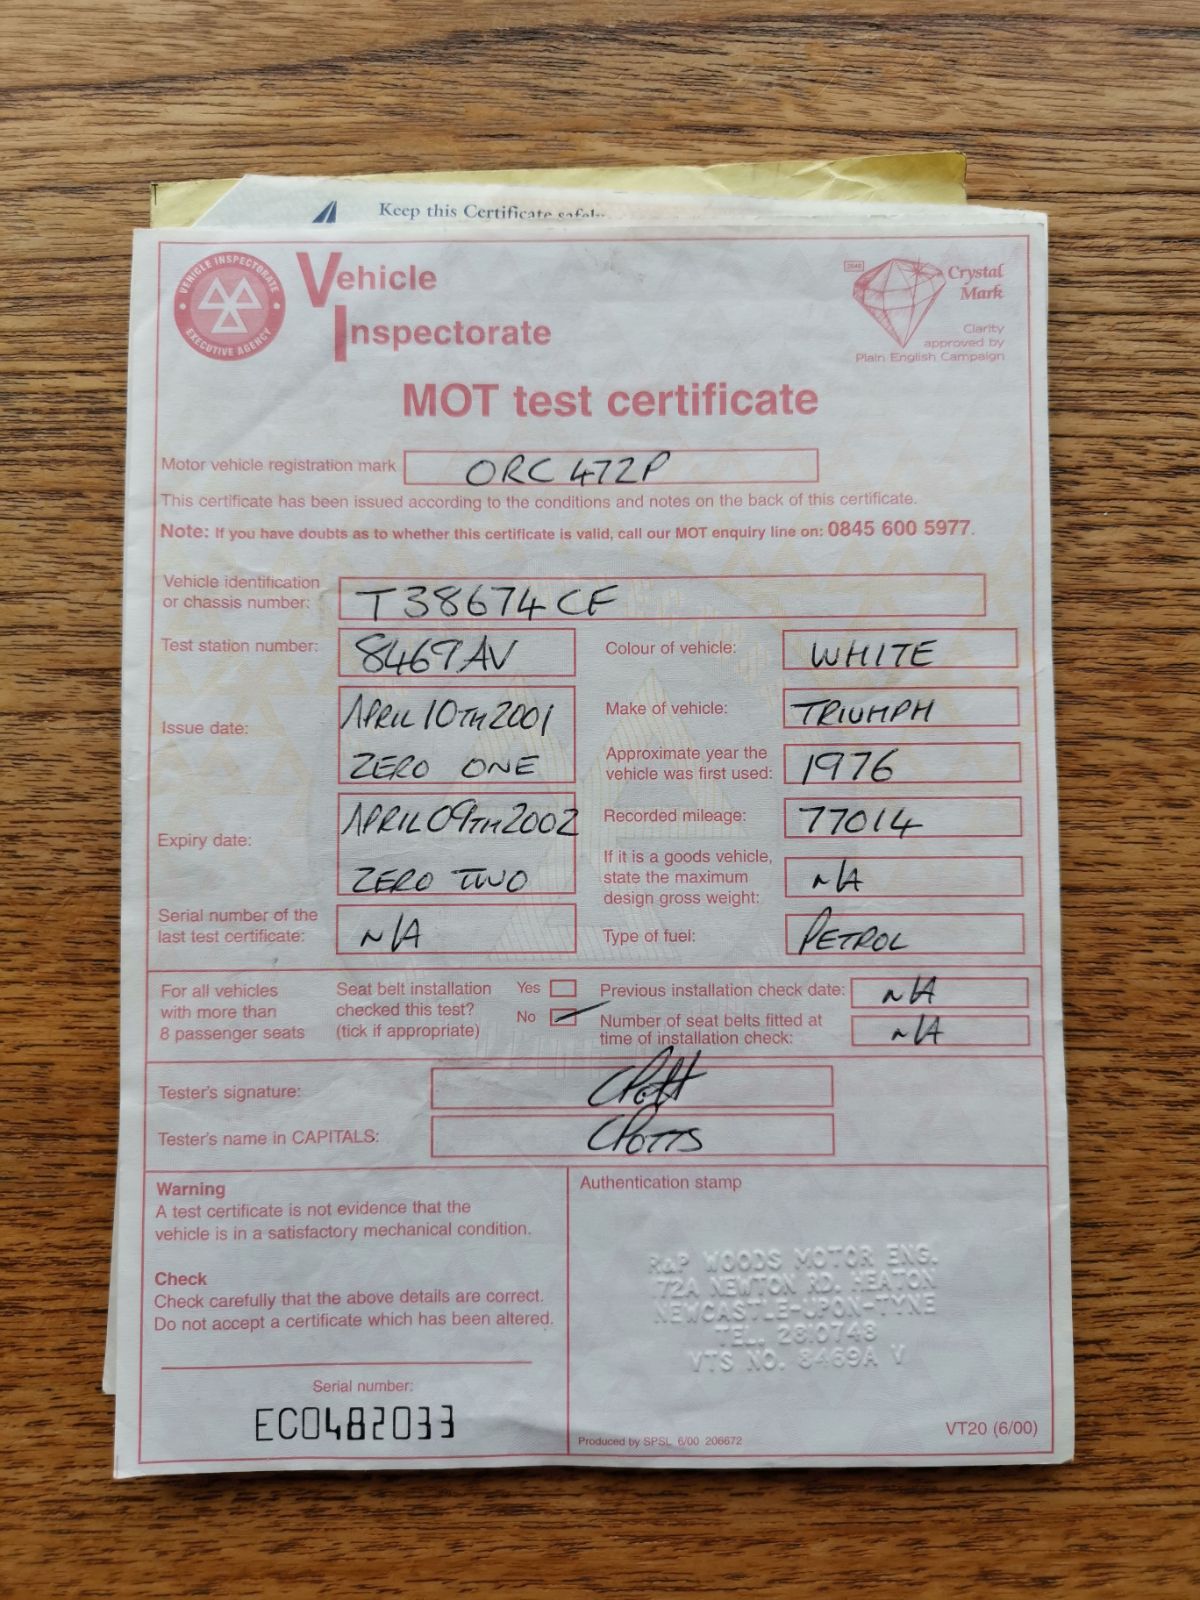 Keep this Certificate safely
VEHICLE INSPECTORATE
EXECUTIVE AGENCY
Vehicle
Inspectorate
Crystal
Mark
Clarity
approved by
Plain English Campaign
MOT test certificate
Motor vehicle registration mark ORC 472P
This certificate has been issued according to the conditions and notes on the back of this certificate.
Note: If you have doubts as to whether this certificate is valid, call our MOT enquiry line on: 0845 600 5977.
Vehicle identification
or chassis number: T38674CF
Test station number: 8469AV
Colour of vehicle: WHITE
Issue date: APRIL 10TH 2001
ZERO ONE
Make of vehicle: TRIUMPH
Approximate year the
vehicle was first used: 1976
Expiry date: APRIL 09TH 2002
ZERO TWO
Recorded mileage: 77014
If it is a goods vehicle,
state the maximum
design gross weight: N/A
Serial number of the
last test certificate: N/A
Type of fuel: PETROL
For all vehicles
with more than
8 passenger seats
Seat belt installation
checked this test?
(tick if appropriate)
Yes
No
Previous installation check date: N/A
Number of seat belts fitted at
time of installation check: N/A
Tester's signature: CPott
Tester's name in CAPITALS: CPOTTS
Warning
A test certificate is not evidence that the
vehicle is in a satisfactory mechanical condition.
Check
Check carefully that the above details are correct.
Do not accept a certificate which has been altered.
Serial number:
EC0482033
Authentication stamp
R&P WOODS MOTOR ENG.
72A NEWTON RD. HEATON
NEWCASTLE-UPON-TYNE
TEL.
VTS NO. 8469A V
Produced by SPSL 6/00 206672
VT20 (6/00)